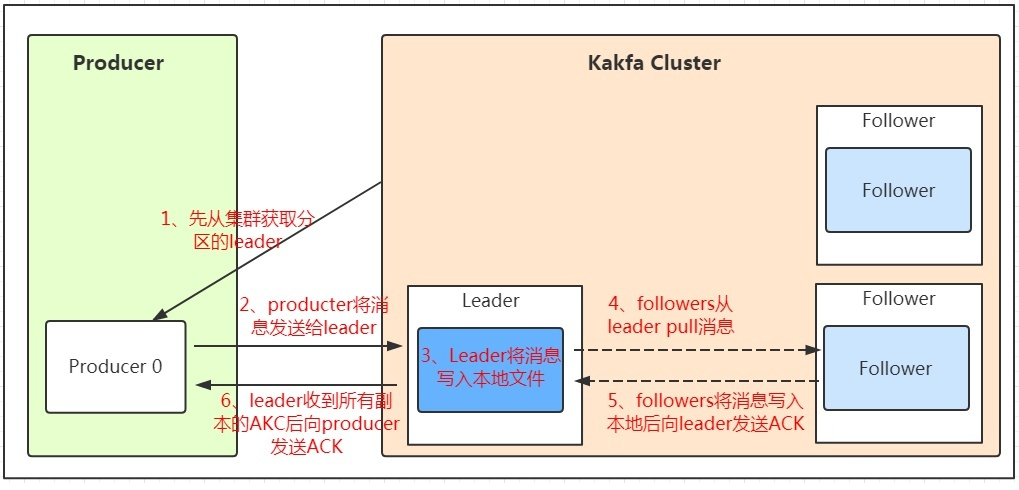 Producer
Kakfa Cluster
Follower
Follower
1、先从集群获取分
区的leader
2、producter将消
息发送给leader
Leader
4、followers从
leader pull消息
Follower
Producer 0
3、Leader将消息
写入本地文件
Follower
6、leader收到所有副
本的AKC后向producer
发送ACK
5、followers将消息写入
本地后向leader发送ACK